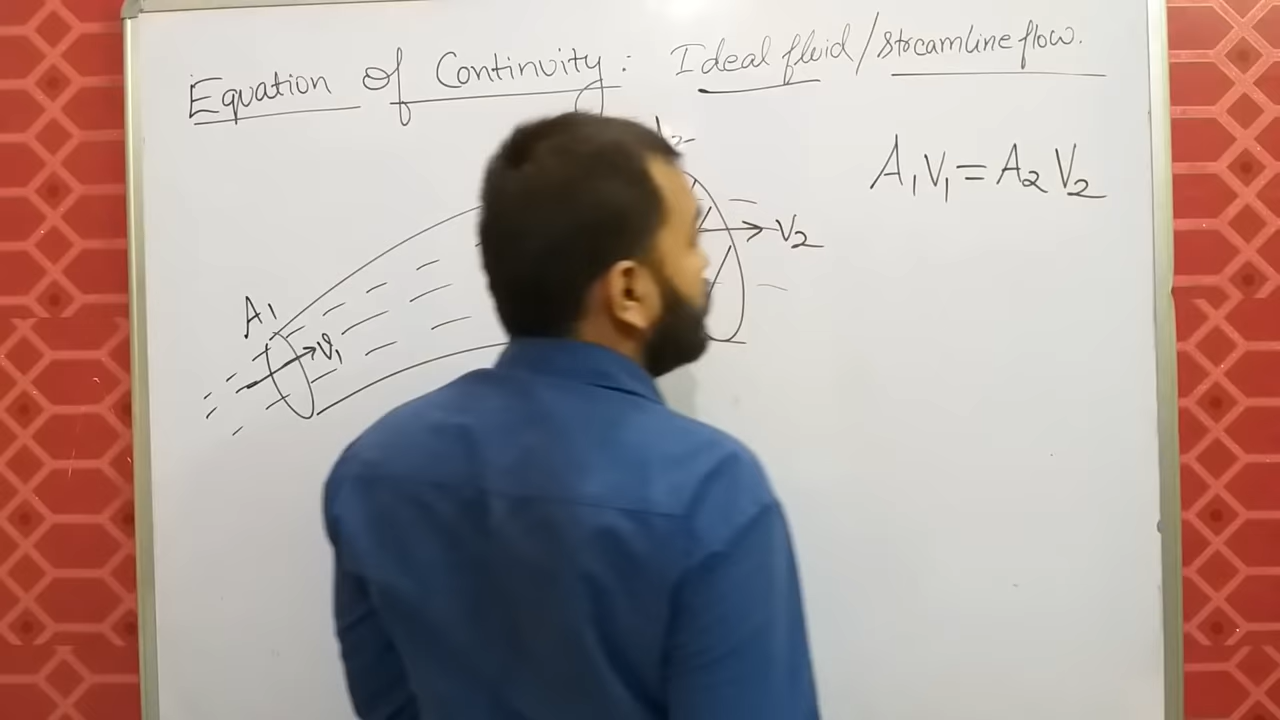 Equation of Continuity : Ideal fluid / streamline flow.
A₁V₁ = A₂V₂
V₂
A₁
v₁